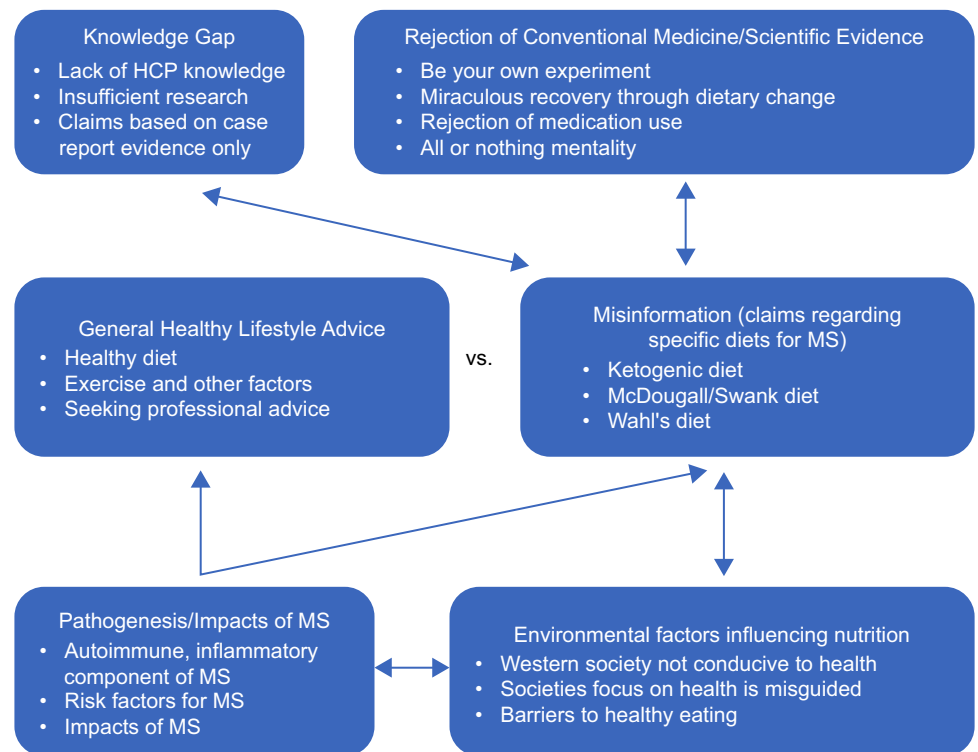 Knowledge Gap
• Lack of HCP knowledge
• Insufficient research
• Claims based on case
report evidence only
Rejection of Conventional Medicine/Scientific Evidence
• Be your own experiment
• Miraculous recovery through dietary change
• Rejection of medication use
• All or nothing mentality
General Healthy Lifestyle Advice
• Healthy diet
• Exercise and other factors
• Seeking professional advice
vs.
Misinformation (claims regarding
specific diets for MS)
• Ketogenic diet
• McDougall/Swank diet
• Wahl's diet
Pathogenesis/Impacts of MS
• Autoimmune, inflammatory
component of MS
• Risk factors for MS
• Impacts of MS
Environmental factors influencing nutrition
• Western society not conducive to health
• Societies focus on health is misguided
• Barriers to healthy eating